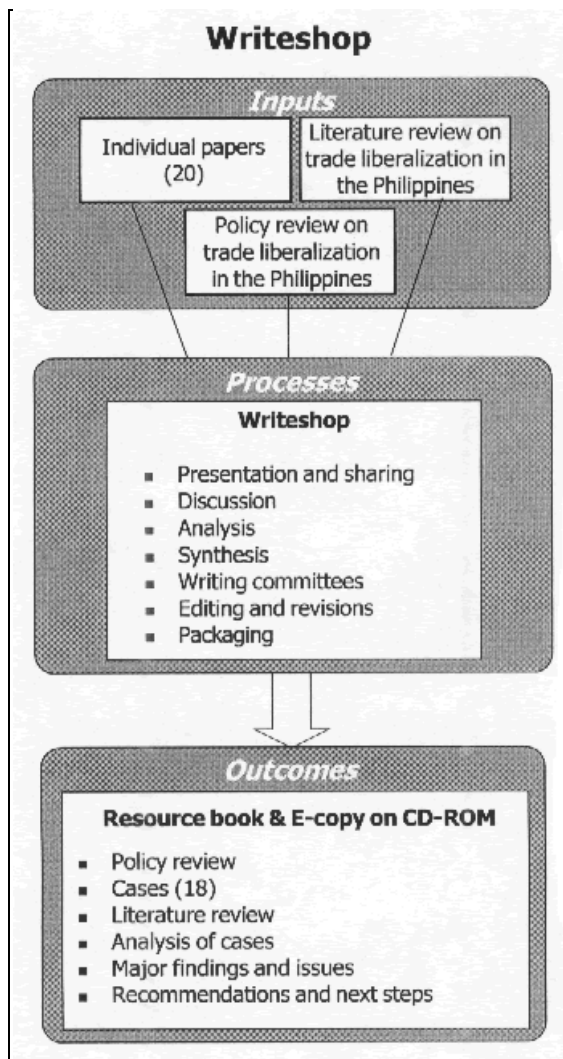 Writeshop
Inputs
Individual papers
(20)
Literature review on
trade liberalization in
the Philippines
Policy review on
trade liberalization
in the Philippines
Processes
Writeshop
▪ Presentation and sharing
▪ Discussion
▪ Analysis
▪ Synthesis
▪ Writing committees
▪ Editing and revisions
▪ Packaging
Outcomes
Resource book & E-copy on CD-ROM
▪ Policy review
▪ Cases (18)
▪ Literature review
▪ Analysis of cases
▪ Major findings and issues
▪ Recommendations and next steps